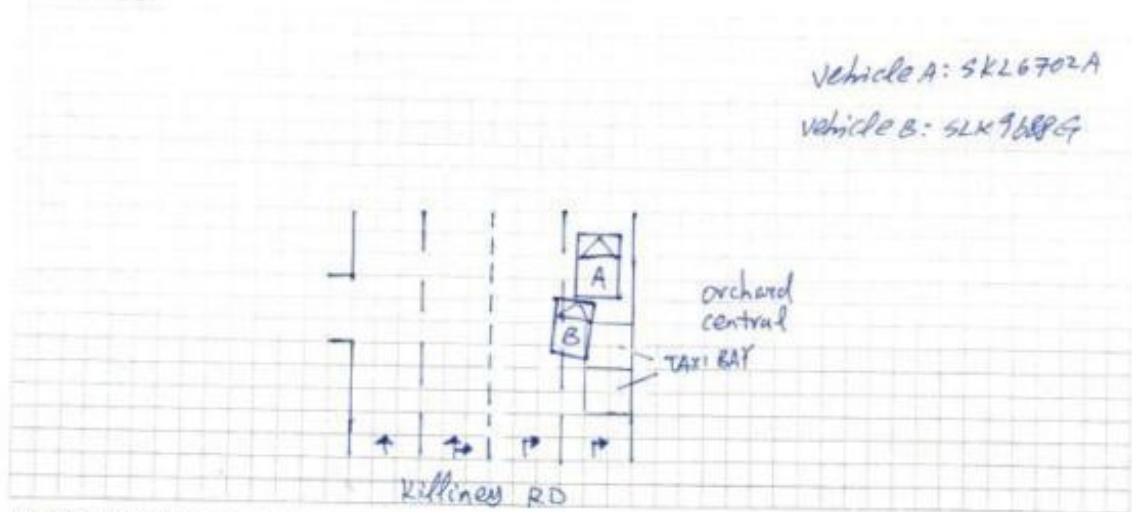 Vehicle A: SKL6702A
Vehicle B: SLK9688G
A
orchard
central
B
TAXI BAY
Killiney RD